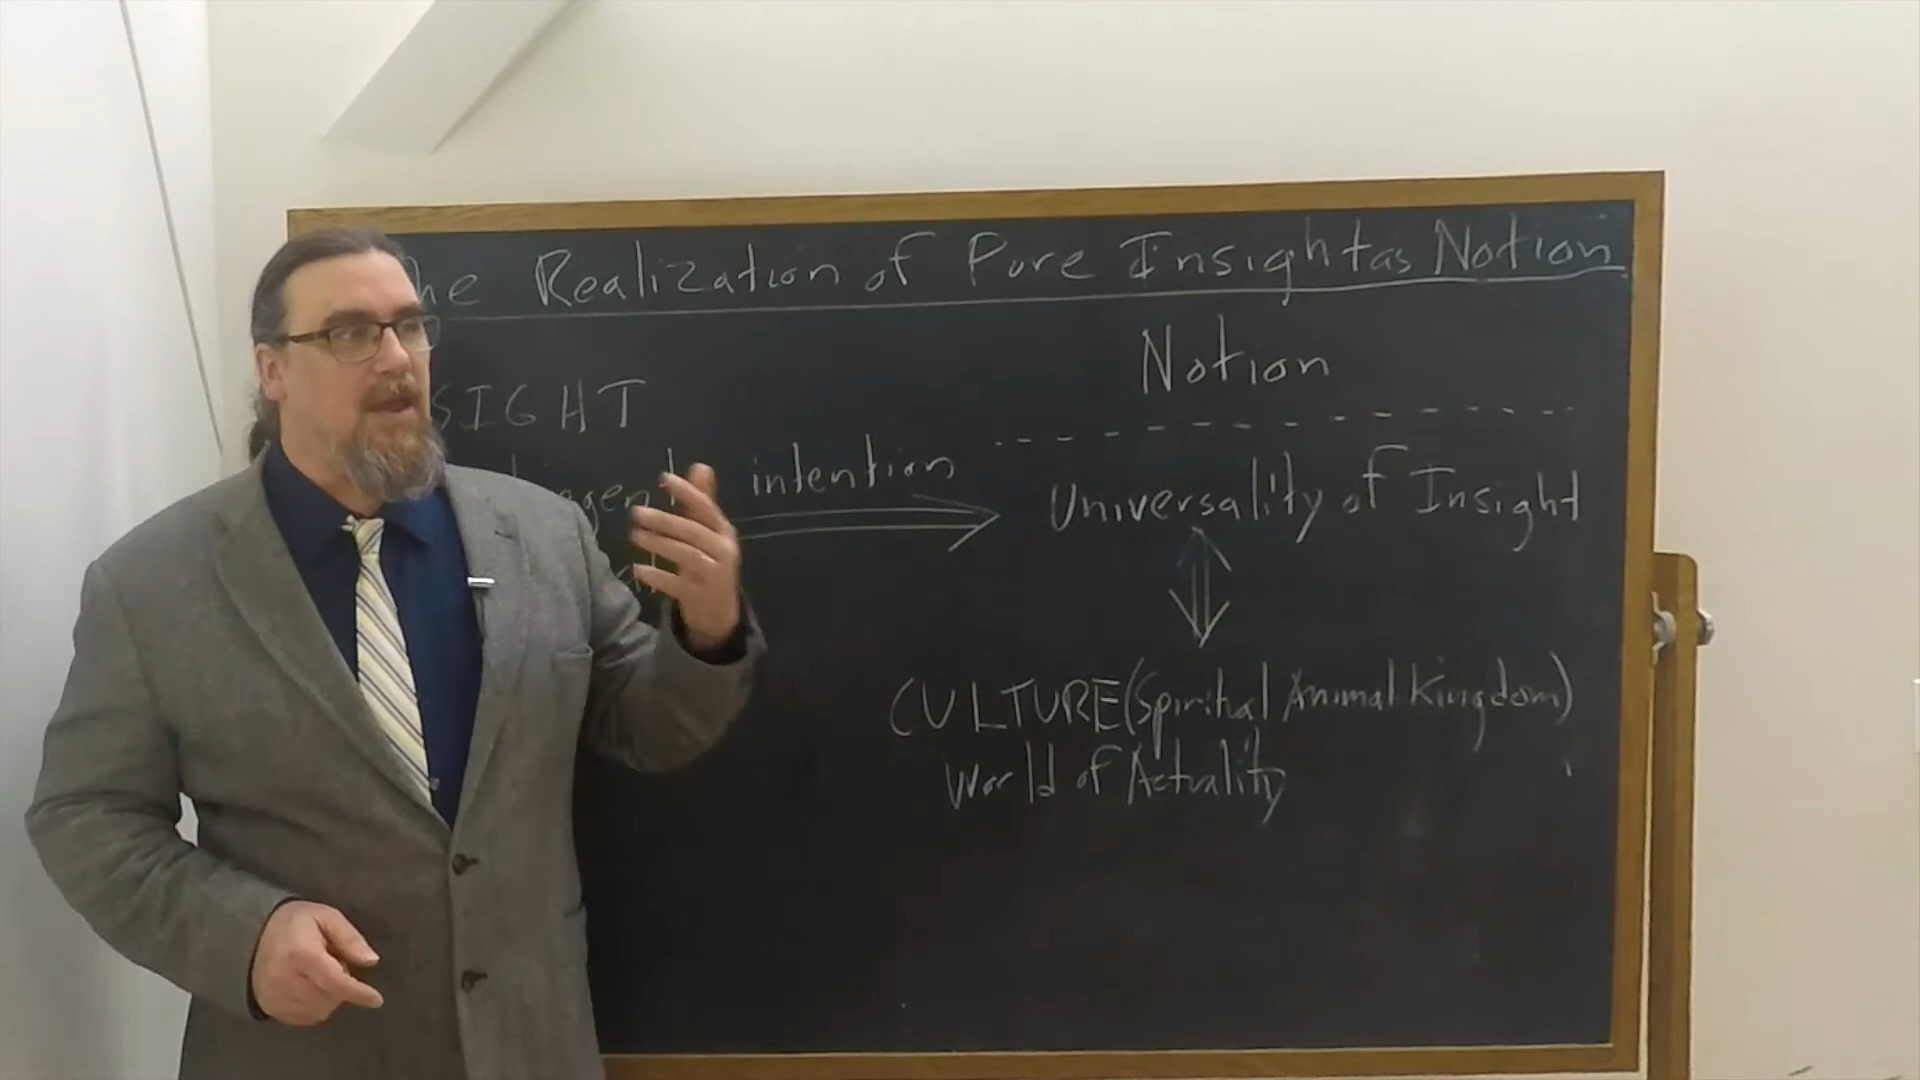 he Realization of Pure Insight as Notion
SIGHT
Notion
intention
Universality of Insight
CULTURE (Spiritual Animal Kingdom)
World of Actuality